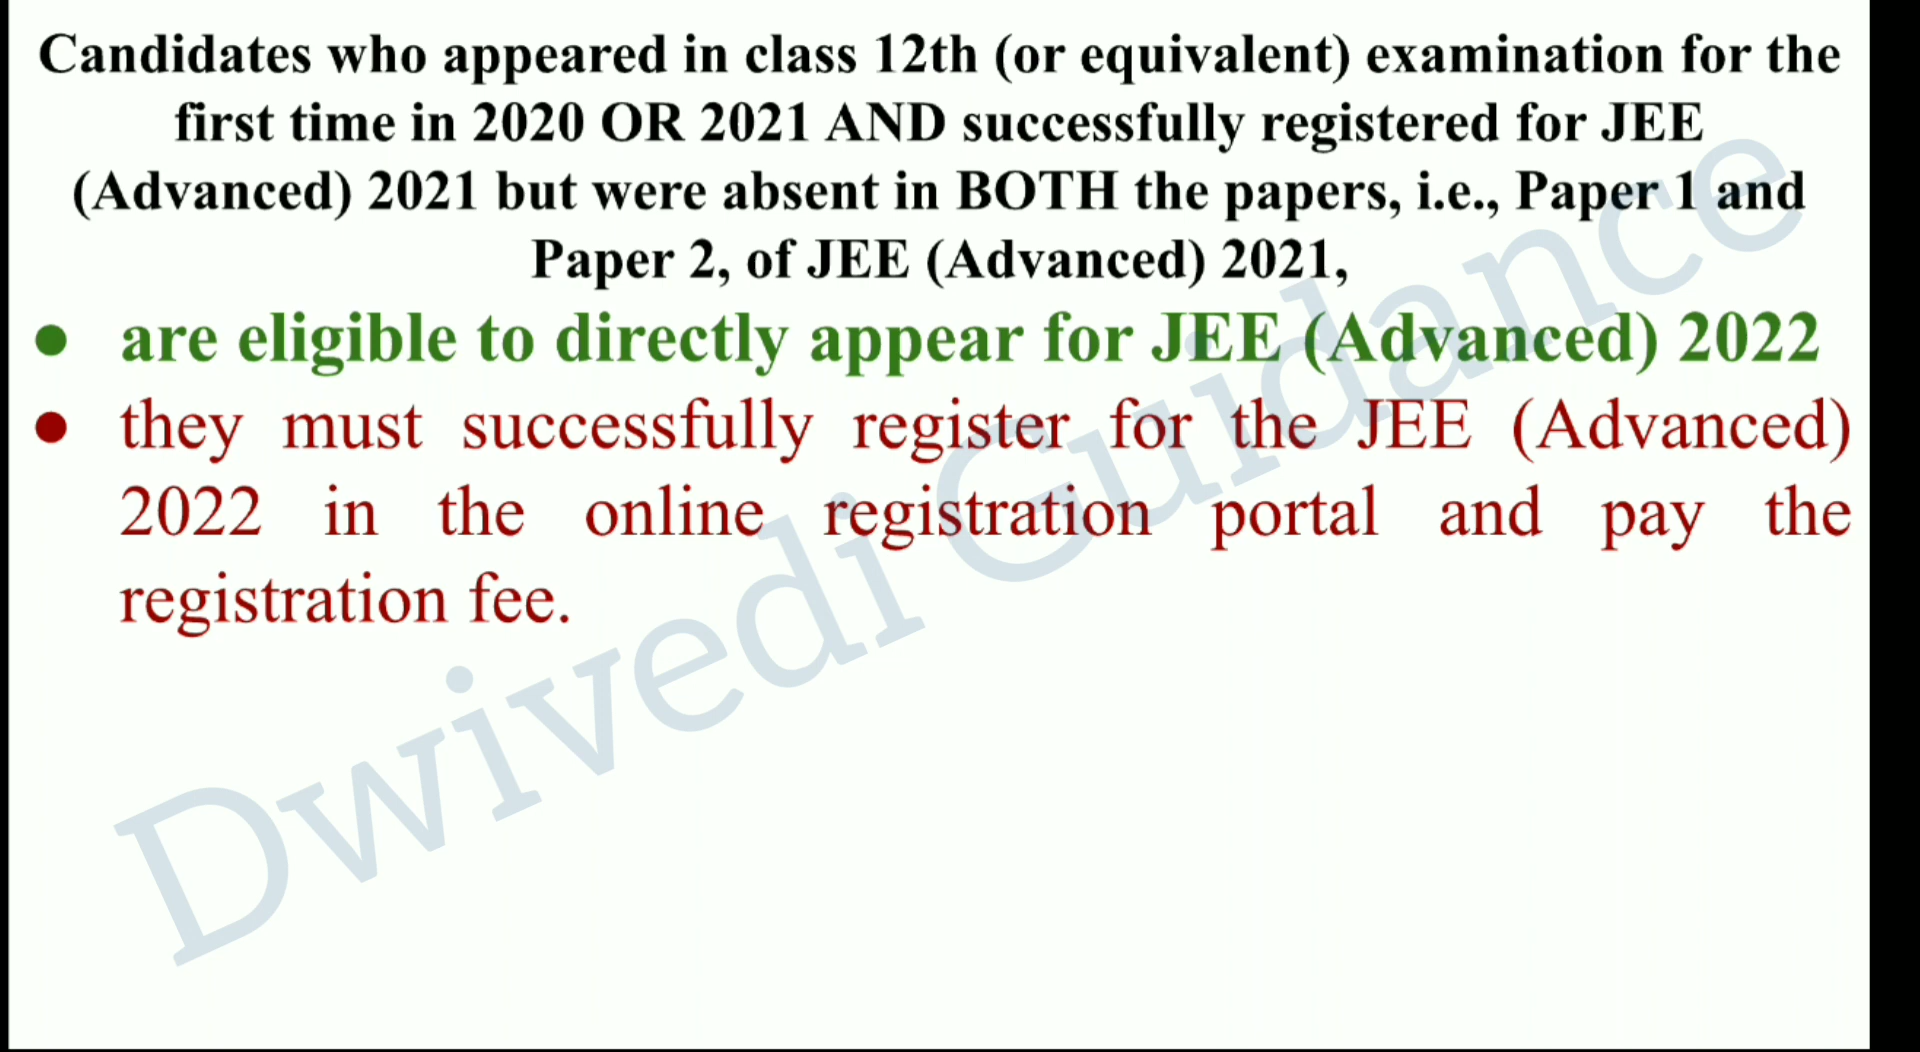 Candidates who appeared in class 12th (or equivalent) examination for the
first time in 2020 OR 2021 AND successfully registered for JEE
(Advanced) 2021 but were absent in BOTH the papers, i.e., Paper 1 and
Paper 2, of JEE (Advanced) 2021,
● are eligible to directly appear for JEE (Advanced) 2022
● they must successfully register for the JEE (Advanced)
2022 in the online registration portal and pay the
registration fee.
Dwivedi Guidance